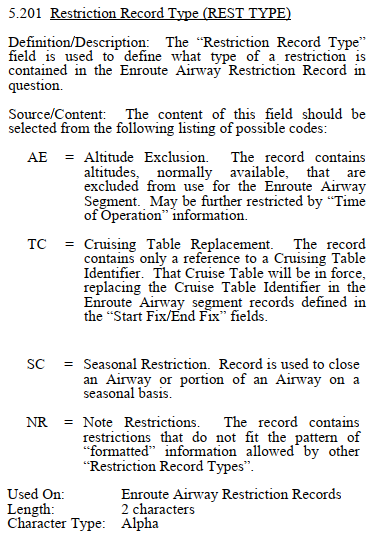 5.201 Restriction Record Type (REST TYPE)
Definition/Description: The “Restriction Record Type”
field is used to define what type of a restriction is
contained in the Enroute Airway Restriction Record in
question.
Source/Content: The content of this field should be
selected from the following listing of possible codes:
AE = Altitude Exclusion. The record contains
altitudes, normally available, that are
excluded from use for the Enroute Airway
Segment. May be further restricted by “Time
of Operation” information.
TC = Cruising Table Replacement. The record
contains only a reference to a Cruising Table
Identifier. That Cruise Table will be in force,
replacing the Cruise Table Identifier in the
Enroute Airway segment records defined in
the “Start Fix/End Fix” fields.
SC = Seasonal Restriction. Record is used to close
an Airway or portion of an Airway on a
seasonal basis.
NR = Note Restrictions. The record contains
restrictions that do not fit the pattern of
“formatted” information allowed by other
“Restriction Record Types”.
Used On: Enroute Airway Restriction Records
Length: 2 characters
Character Type: Alpha